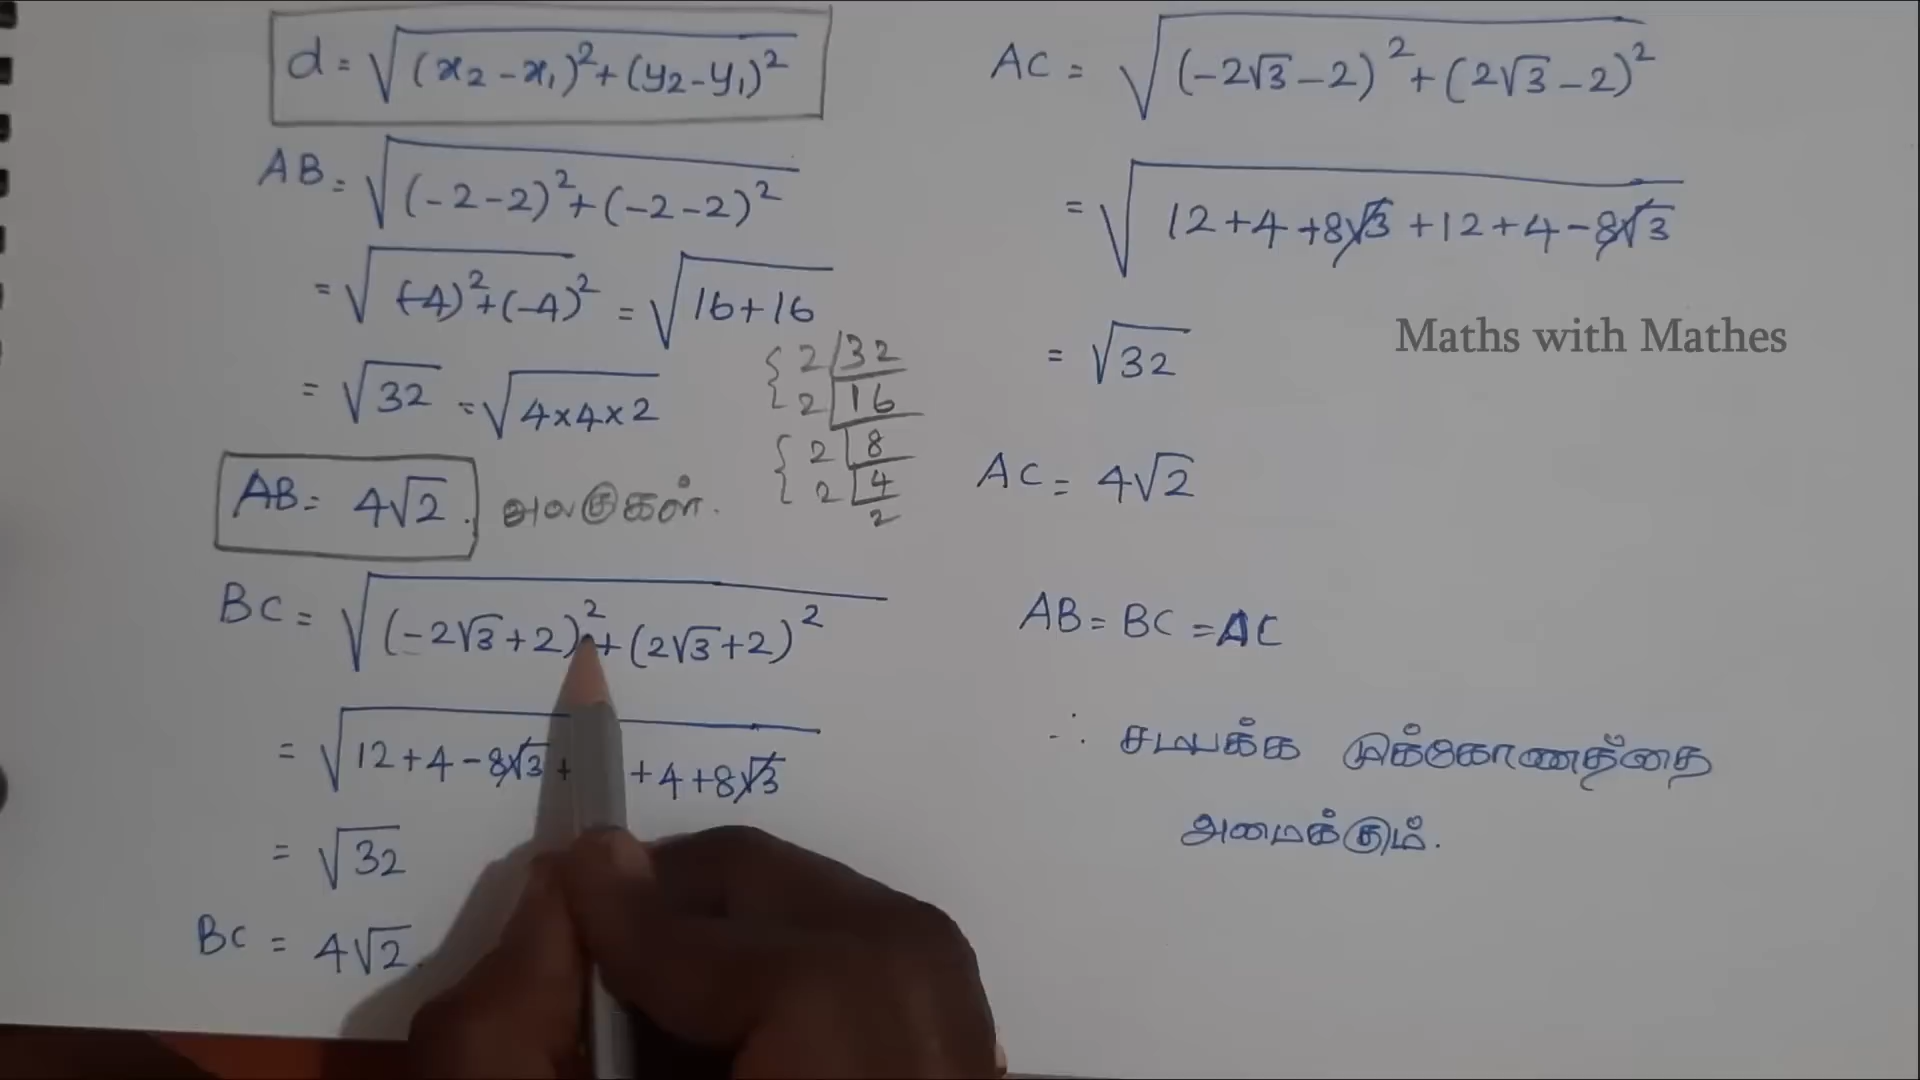 d = √(x₂ - x₁)² + (y₂ - y₁)²
AB = √(-2-2)² + (-2-2)²
= √(-4)² + (-4)² = √16+16
= √32 = √4×4×2
2 32
2 16
2 8
2 4
2
AB = 4√2. அலகுகள்.
BC = √(-2√3+2)² + (2√3+2)²
= √12+4-8√3 + +4+8√3
= √32
BC = 4√2.
AC = √(-2√3-2)² + (2√3-2)²
= √12+4+8√3+12+4-8√3
= √32
Maths with Mathes
AC = 4√2
AB = BC = AC
∴ சமபக்க முக்கோணத்தை
அமைக்கும்.